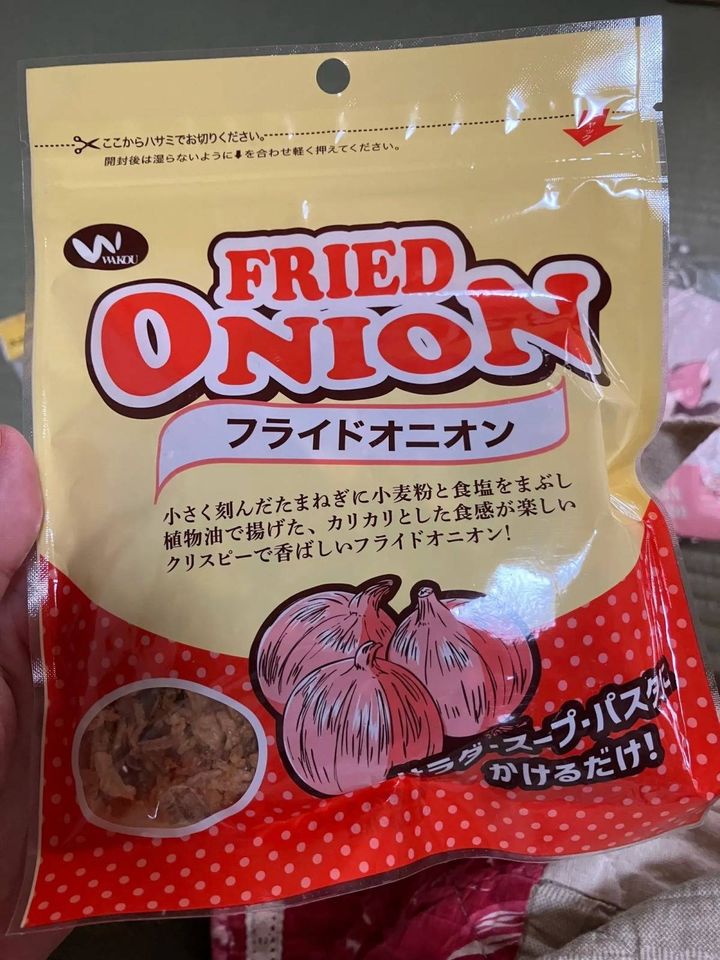 ここからハサミでお切りください。
開封後は湿らないように⬇を合わせ軽く押えてください。
チャック
WAKOU
FRIED
ONION
フライドオニオン
小さく刻んだたまねぎに小麦粉と食塩をまぶし
植物油で揚げた、カリカリとした食感が楽しい
クリスピーで香ばしいフライドオニオン!
サラダ・スープ・パスタに
かけるだけ!